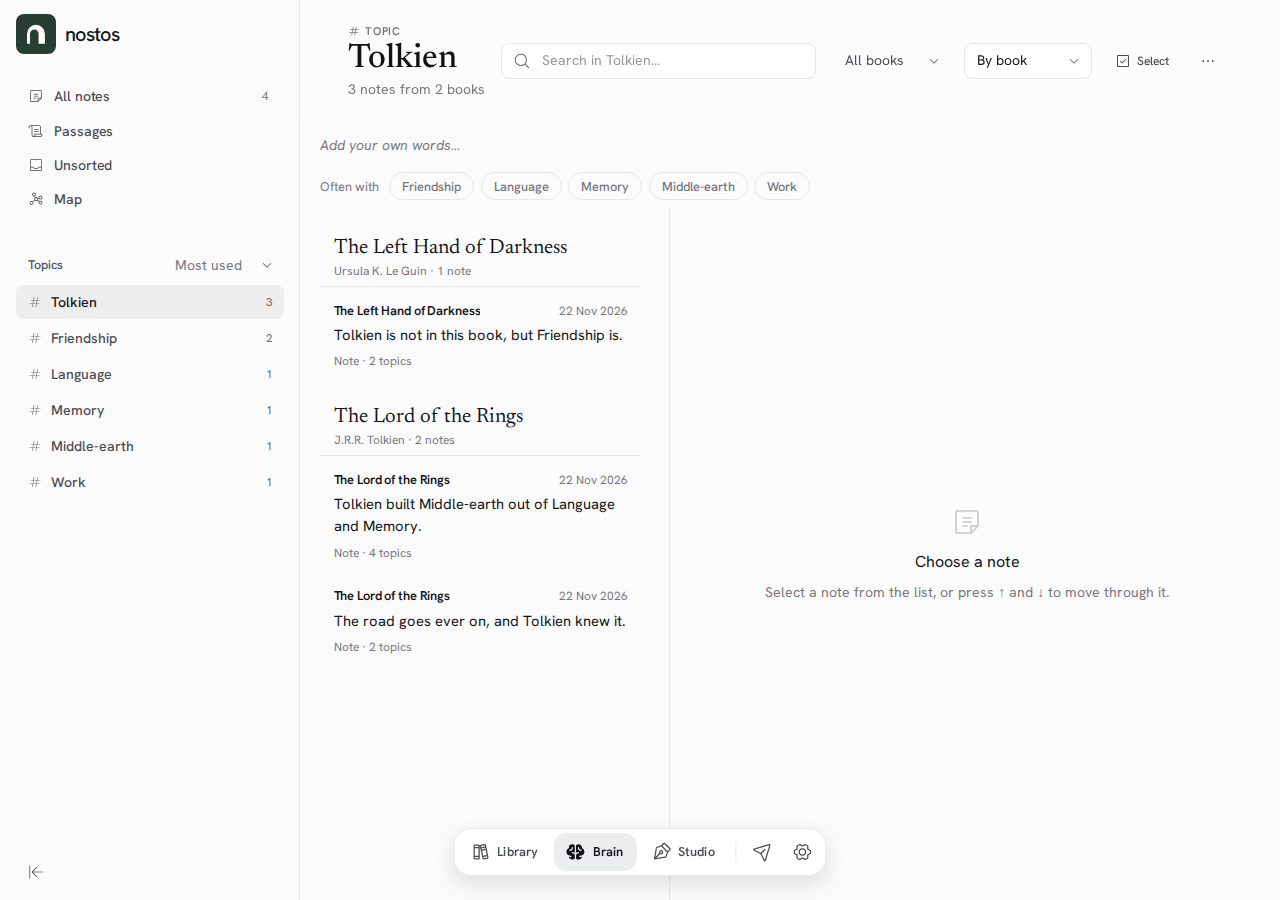 nostos
All notes 4
Passages
Unsorted
Map
Topics Most used
# Tolkien 3
# Friendship 2
# Language 1
# Memory 1
# Middle-earth 1
# Work 1
# TOPIC
Tolkien
3 notes from 2 books
Search in Tolkien...
All books
By book
Select
Add your own words...
Often with Friendship Language Memory Middle-earth Work
The Left Hand of Darkness
Ursula K. Le Guin · 1 note
The Left Hand of Darkness 22 Nov 2026
Tolkien is not in this book, but Friendship is.
Note · 2 topics
The Lord of the Rings
J.R.R. Tolkien · 2 notes
The Lord of the Rings 22 Nov 2026
Tolkien built Middle-earth out of Language
and Memory.
Note · 4 topics
The Lord of the Rings 22 Nov 2026
The road goes ever on, and Tolkien knew it.
Note · 2 topics
Choose a note
Select a note from the list, or press ↑ and ↓ to move through it.
Library Brain Studio